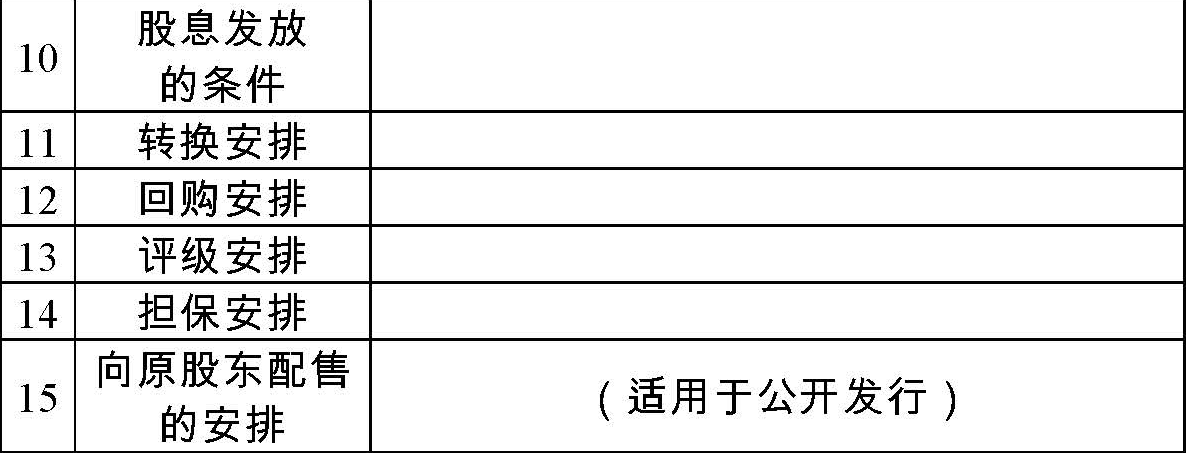 10
股息发放
的条件
11 转换安排
12 回购安排
13 评级安排
14 担保安排
15
向原股东配售
的安排
（适用于公开发行）